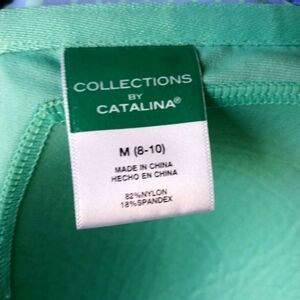 COLLECTIONS
BY
CATALINA®
M (8-10)
MADE IN CHINA
HECHO EN CHINA
82%NYLON
18%SPANDEX